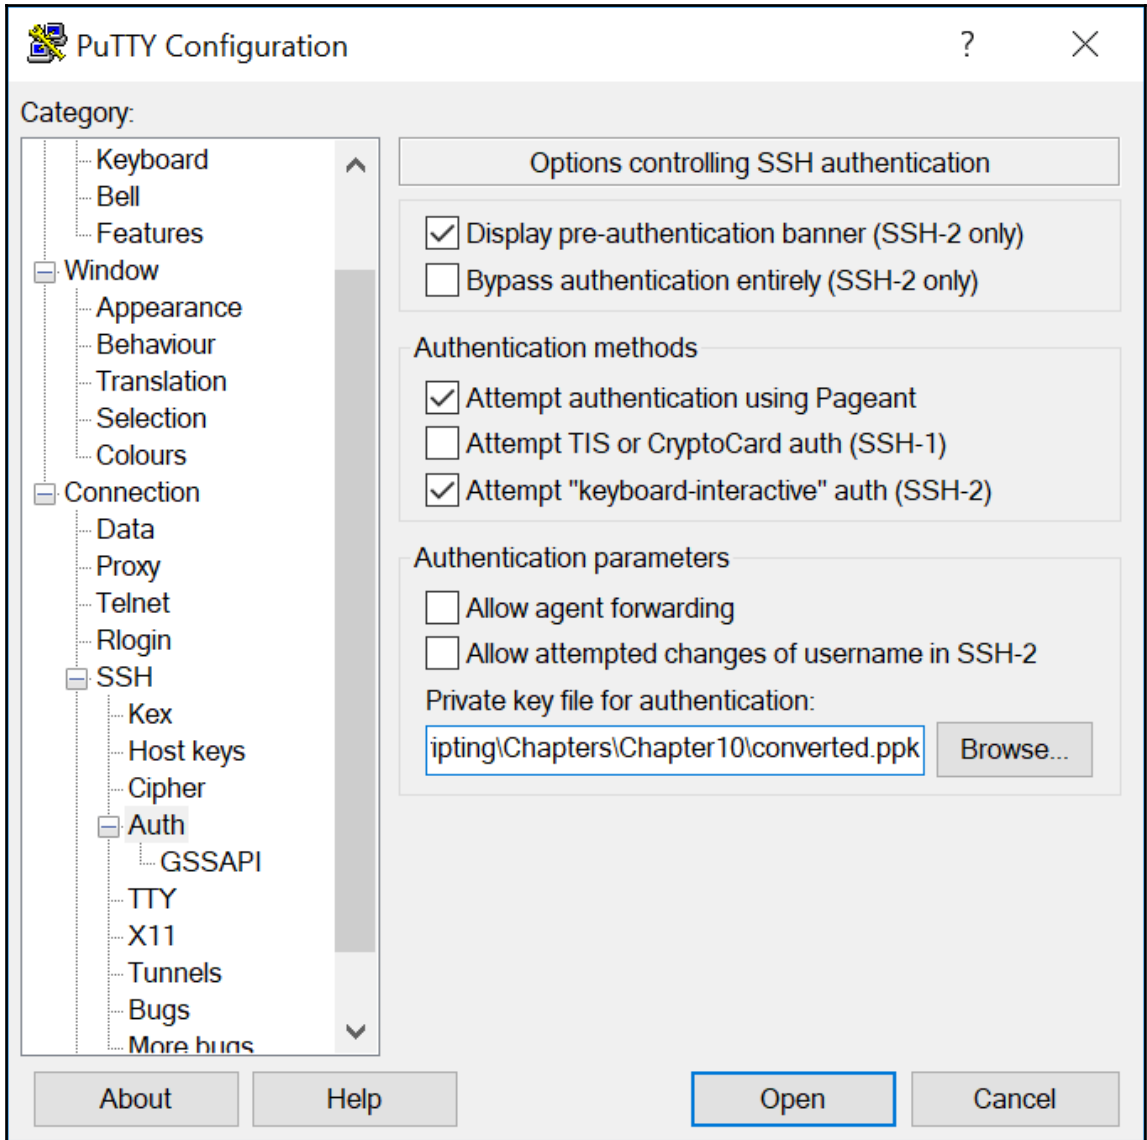 PuTTY Configuration
?
Category:
Keyboard
Bell
Features
Window
Appearance
Behaviour
Translation
Selection
Colours
Connection
Data
Proxy
Telnet
Rlogin
SSH
Kex
Host keys
Cipher
Auth
GSSAPI
TTY
X11
Tunnels
Bugs
More bugs
Options controlling SSH authentication
Display pre-authentication banner (SSH-2 only)
Bypass authentication entirely (SSH-2 only)
Authentication methods
Attempt authentication using Pageant
Attempt TIS or CryptoCard auth (SSH-1)
Attempt "keyboard-interactive" auth (SSH-2)
Authentication parameters
Allow agent forwarding
Allow attempted changes of username in SSH-2
Private key file for authentication:
ipting\Chapters\Chapter10\converted.ppk
Browse...
About
Help
Open
Cancel